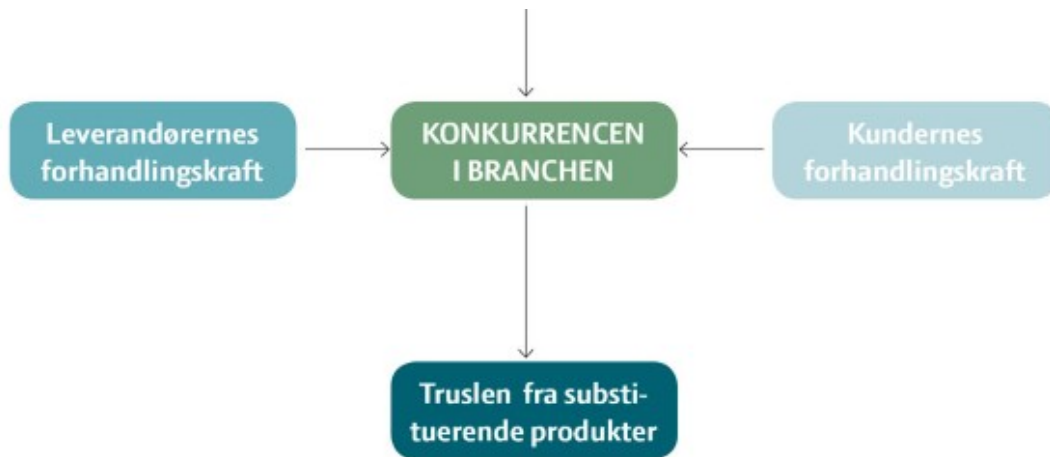 Leverandørernes
forhandlingskraft
KONKURRENCEN
I BRANCHEN
Kundernes
forhandlingskraft
Truslen fra substi-
tuerende produkter